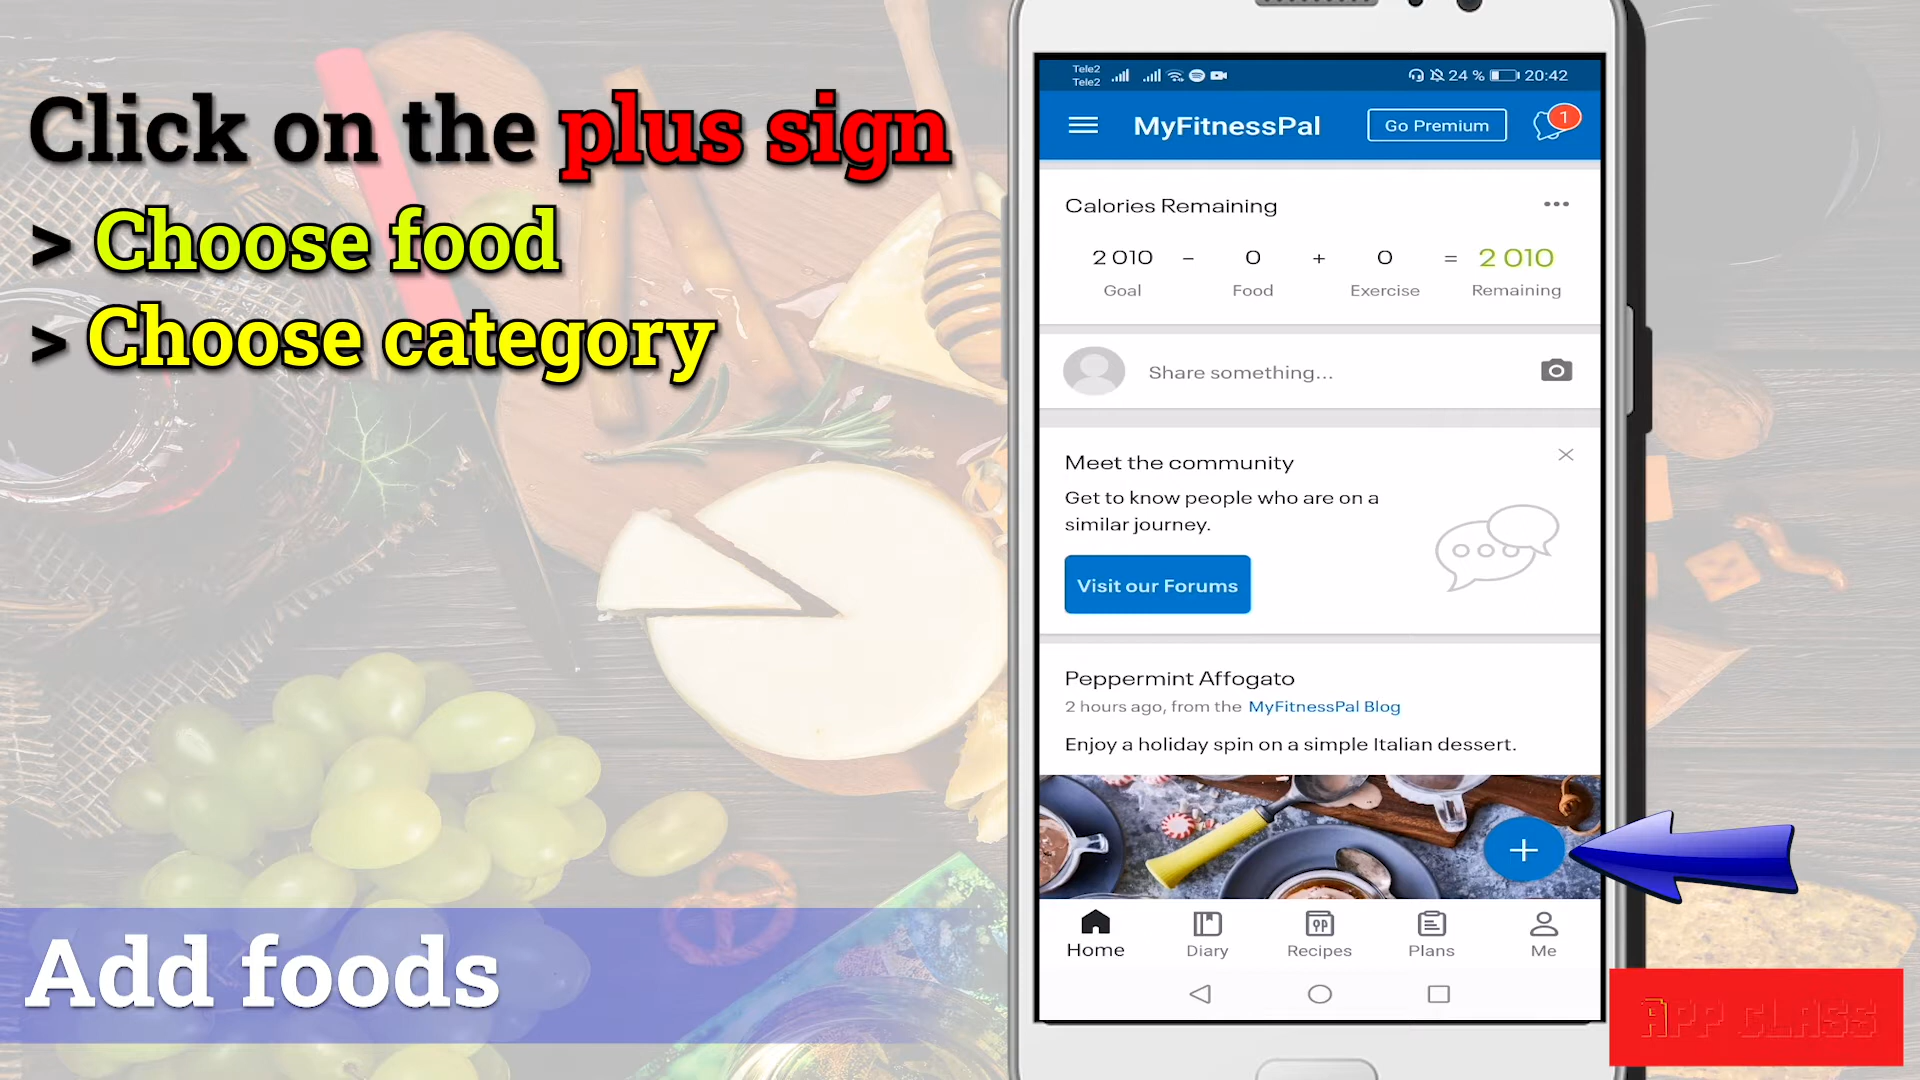 Click on the plus sign
> Choose food
> Choose category
Add foods
Tele2
Tele2
24 % 20:42
MyFitnessPal
Go Premium
1
Calories Remaining
2 010 - 0 + 0 = 2 010
Goal Food Exercise Remaining
Share something...
Meet the community
Get to know people who are on a
similar journey.
Visit our Forums
Peppermint Affogato
2 hours ago, from the MyFitnessPal Blog
Enjoy a holiday spin on a simple Italian dessert.
+
Home Diary Recipes Plans Me
APP CLASS